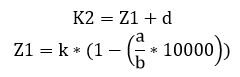 K2 = Z1 + d
Z1 = k * (1 − (a/b * 10000))